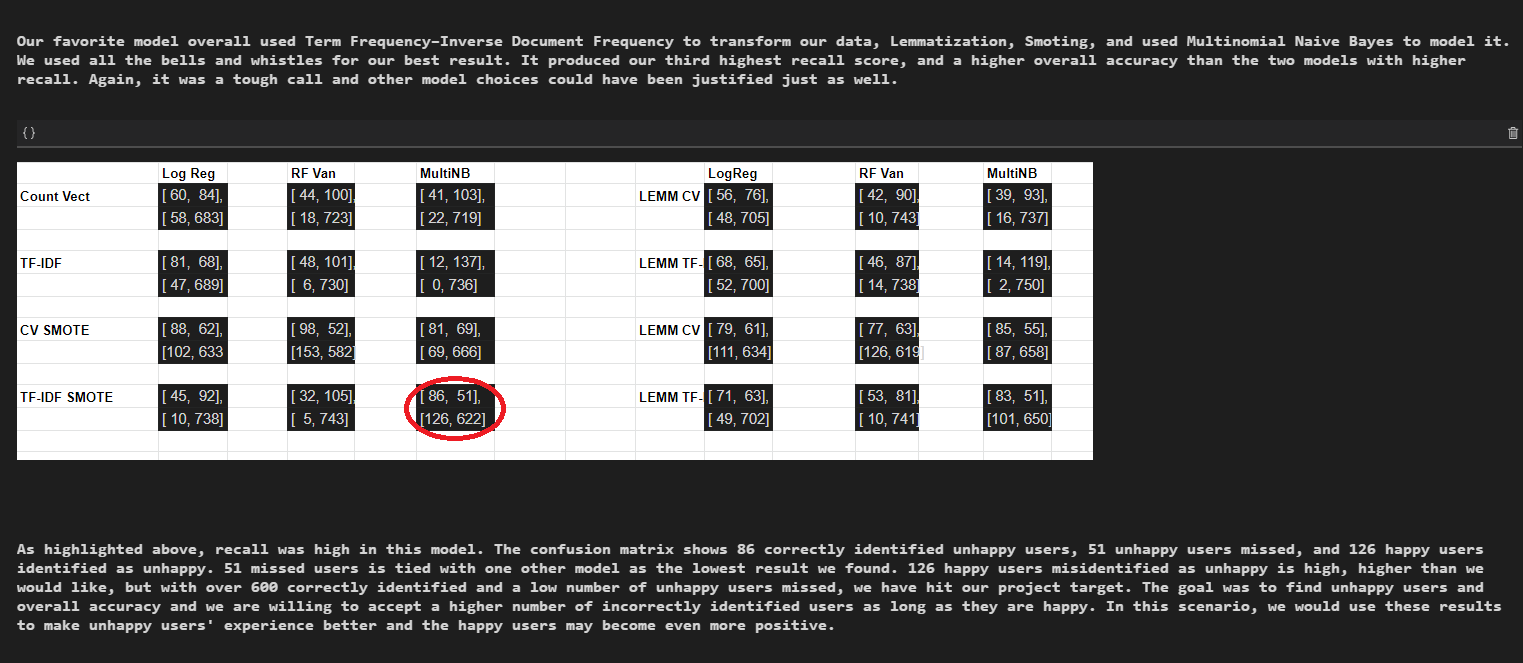 Our favorite model overall used Term Frequency–Inverse Document Frequency to transform our data, Lemmatization, Smoting, and used Multinomial Naive Bayes to model it.
We used all the bells and whistles for our best result. It produced our third highest recall score, and a higher overall accuracy than the two models with higher
recall. Again, it was a tough call and other model choices could have been justified just as well.
{}
Log Reg RF Van MultiNB LogReg RF Van MultiNB
Count Vect [ 60, 84], [ 44, 100], [ 41, 103], LEMM CV [ 56, 76], [ 42, 90], [ 39, 93],
[ 58, 683] [ 18, 723] [ 22, 719] [ 48, 705] [ 10, 743] [ 16, 737]
TF-IDF [ 81, 68], [ 48, 101], [ 12, 137], LEMM TF- [ 68, 65], [ 46, 87], [ 14, 119],
[ 47, 689] [ 6, 730] [ 0, 736] [ 52, 700] [ 14, 738] [ 2, 750]
CV SMOTE [ 88, 62], [ 98, 52], [ 81, 69], LEMM CV [ 79, 61], [ 77, 63], [ 85, 55],
[102, 633 [153, 582] [ 69, 666] [111, 634] [126, 619] [ 87, 658]
TF-IDF SMOTE [ 45, 92], [ 32, 105], [ 86, 51], LEMM TF- [ 71, 63], [ 53, 81], [ 83, 51],
[ 10, 738] [ 5, 743] [126, 622] [ 49, 702] [ 10, 741] [101, 650]
As highlighted above, recall was high in this model. The confusion matrix shows 86 correctly identified unhappy users, 51 unhappy users missed, and 126 happy users
identified as unhappy. 51 missed users is tied with one other model as the lowest result we found. 126 happy users misidentified as unhappy is high, higher than we
would like, but with over 600 correctly identified and a low number of unhappy users missed, we have hit our project target. The goal was to find unhappy users and
overall accuracy and we are willing to accept a higher number of incorrectly identified users as long as they are happy. In this scenario, we would use these results
to make unhappy users' experience better and the happy users may become even more positive.